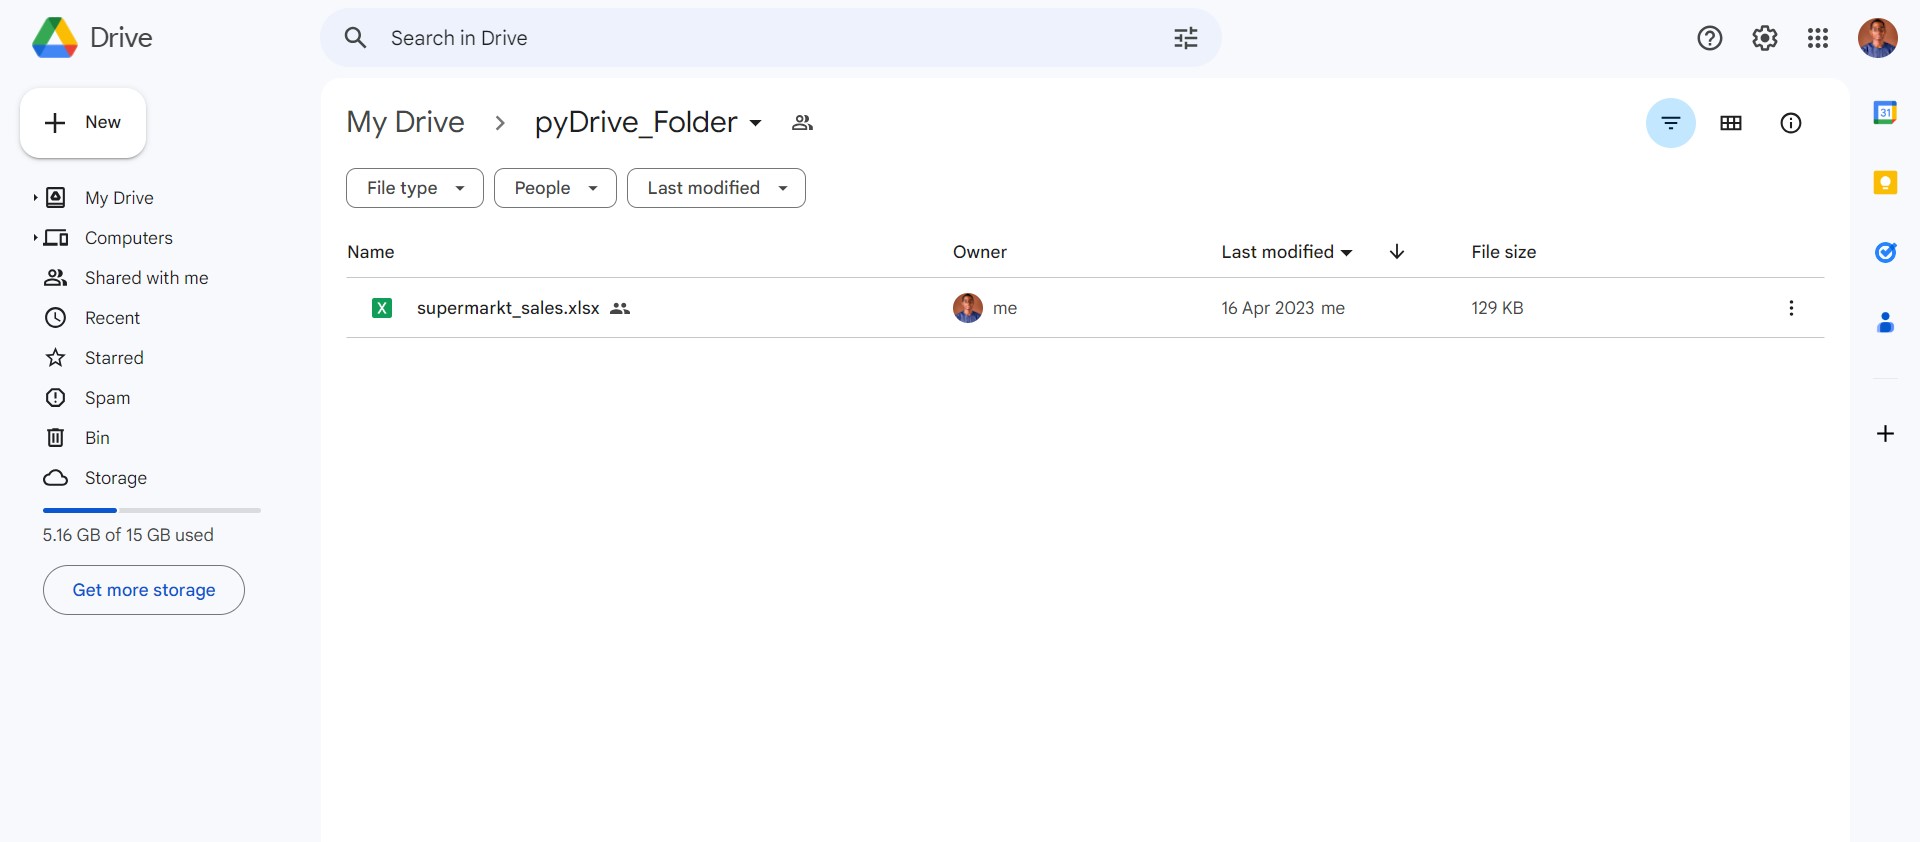 Drive
Search in Drive
New
My Drive
Computers
Shared with me
Recent
Starred
Spam
Bin
Storage
5.16 GB of 15 GB used
Get more storage
My Drive pyDrive_Folder
File type People Last modified
Name Owner Last modified File size
X supermarkt_sales.xlsx me 16 Apr 2023 me 129 KB
31